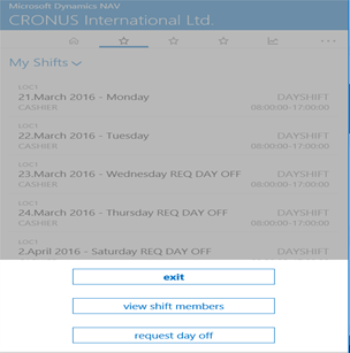 Microsoft Dynamics NAV
CRONUS International Ltd.
My Shifts
LOC1
21.March 2016 - Monday DAYSHIFT
CASHIER 08:00:00-17:00:00
LOC1
22.March 2016 - Tuesday DAYSHIFT
CASHIER 08:00:00-17:00:00
LOC1
23.March 2016 - Wednesday REQ DAY OFF DAYSHIFT
CASHIER 08:00:00-17:00:00
LOC1
24.March 2016 - Thursday REQ DAY OFF DAYSHIFT
CASHIER 08:00:00-17:00:00
LOC1
2.April 2016 - Saturday REQ DAY OFF DAYSHIFT
exit
view shift members
request day off